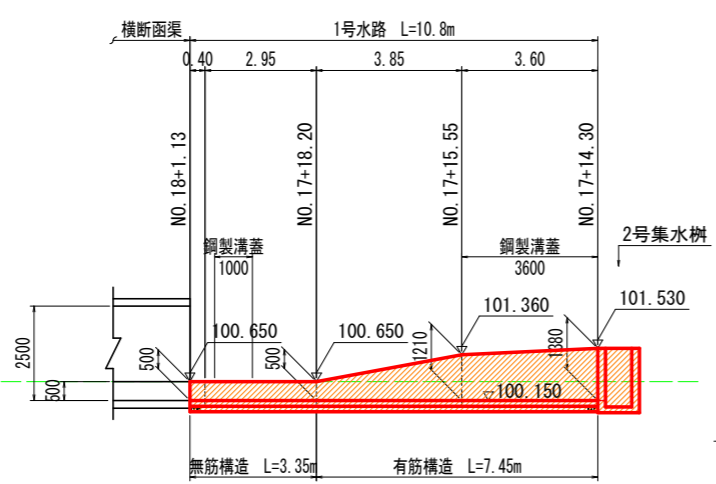 横断函渠
1号水路 L=10.8m
0.40
2.95
3.85
3.60
NO.18+1.13
NO.17+18.20
NO.17+15.55
NO.17+14.30
鋼製溝蓋
1000
鋼製溝蓋
3600
2号集水桝
100.650
100.650
101.360
101.530
2500
500
500
500
1210
1380
100.150
無筋構造 L=3.35m
有筋構造 L=7.45m